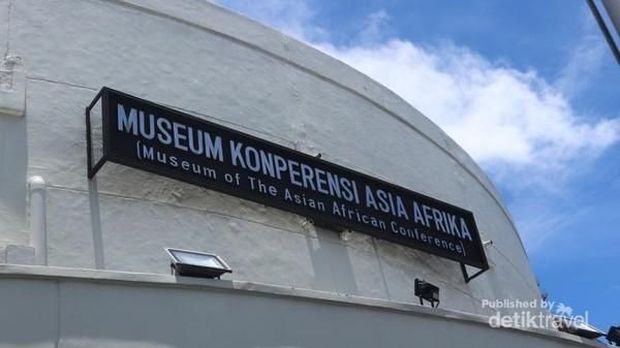 MUSEUM KONPERENSI ASIA AFRIKA
(Museum of The Asian African Conference)
Published by
detiktravel